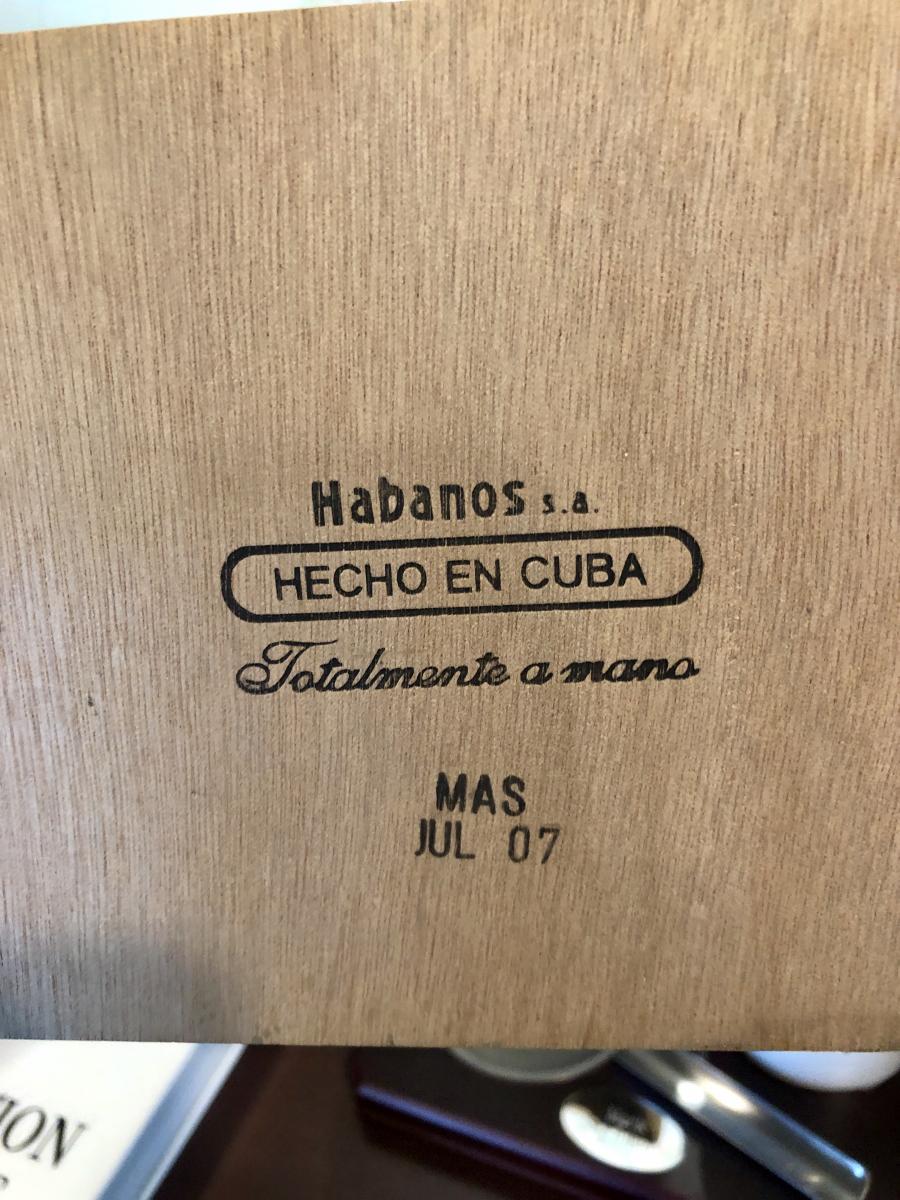 Habanos s.a.
HECHO EN CUBA
Totalmente a mano
MAS
JUL 07